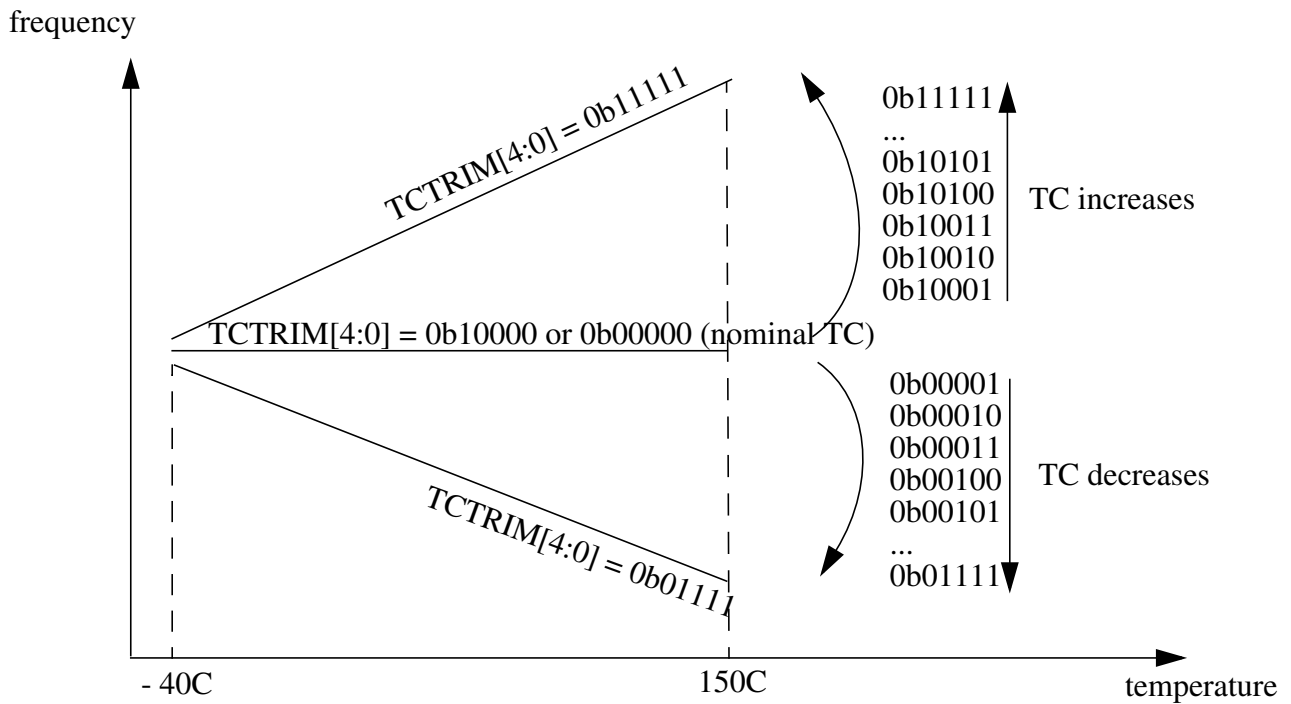 frequency
TCTRIM[4:0] = 0b11111
0b11111
...
0b10101
0b10100
0b10011
0b10010
0b10001
TC increases
TCTRIM[4:0] = 0b10000 or 0b00000 (nominal TC)
0b00001
0b00010
0b00011
0b00100
0b00101
...
0b01111
TC decreases
TCTRIM[4:0] = 0b01111
- 40C
150C
temperature